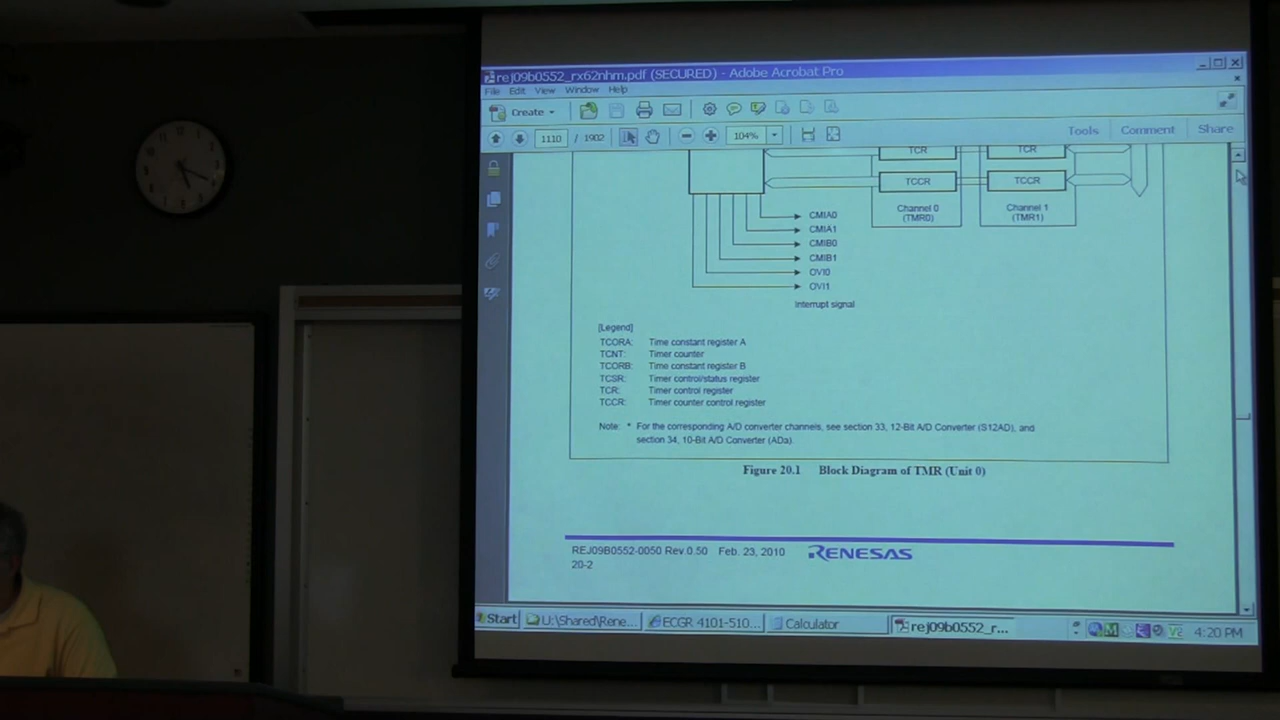 rej09b0552_rx62nhm.pdf (SECURED) - Adobe Acrobat Pro
File Edit View Window Help
Create
1110 / 1902 104% Tools Comment Share
TCR TCR
TCCR TCCR
Channel 0 Channel 1
(TMR0) (TMR1)
CMIA0
CMIA1
CMIB0
CMIB1
OVI0
OVI1
Interrupt signal
[Legend]
TCORA: Time constant register A
TCNT: Timer counter
TCORB: Time constant register B
TCSR: Timer control/status register
TCR: Timer control register
TCCR: Timer counter control register
Note: * For the corresponding A/D converter channels, see section 33, 12-Bit A/D Converter (S12AD), and
section 34, 10-Bit A/D Converter (ADa).
Figure 20.1 Block Diagram of TMR (Unit 0)
REJ09B0552-0050 Rev.0.50 Feb. 23, 2010 RENESAS
20-2
Start U:\Shared\Rene... ECGR 4101-510... Calculator rej09b0552_r... 4:20 PM